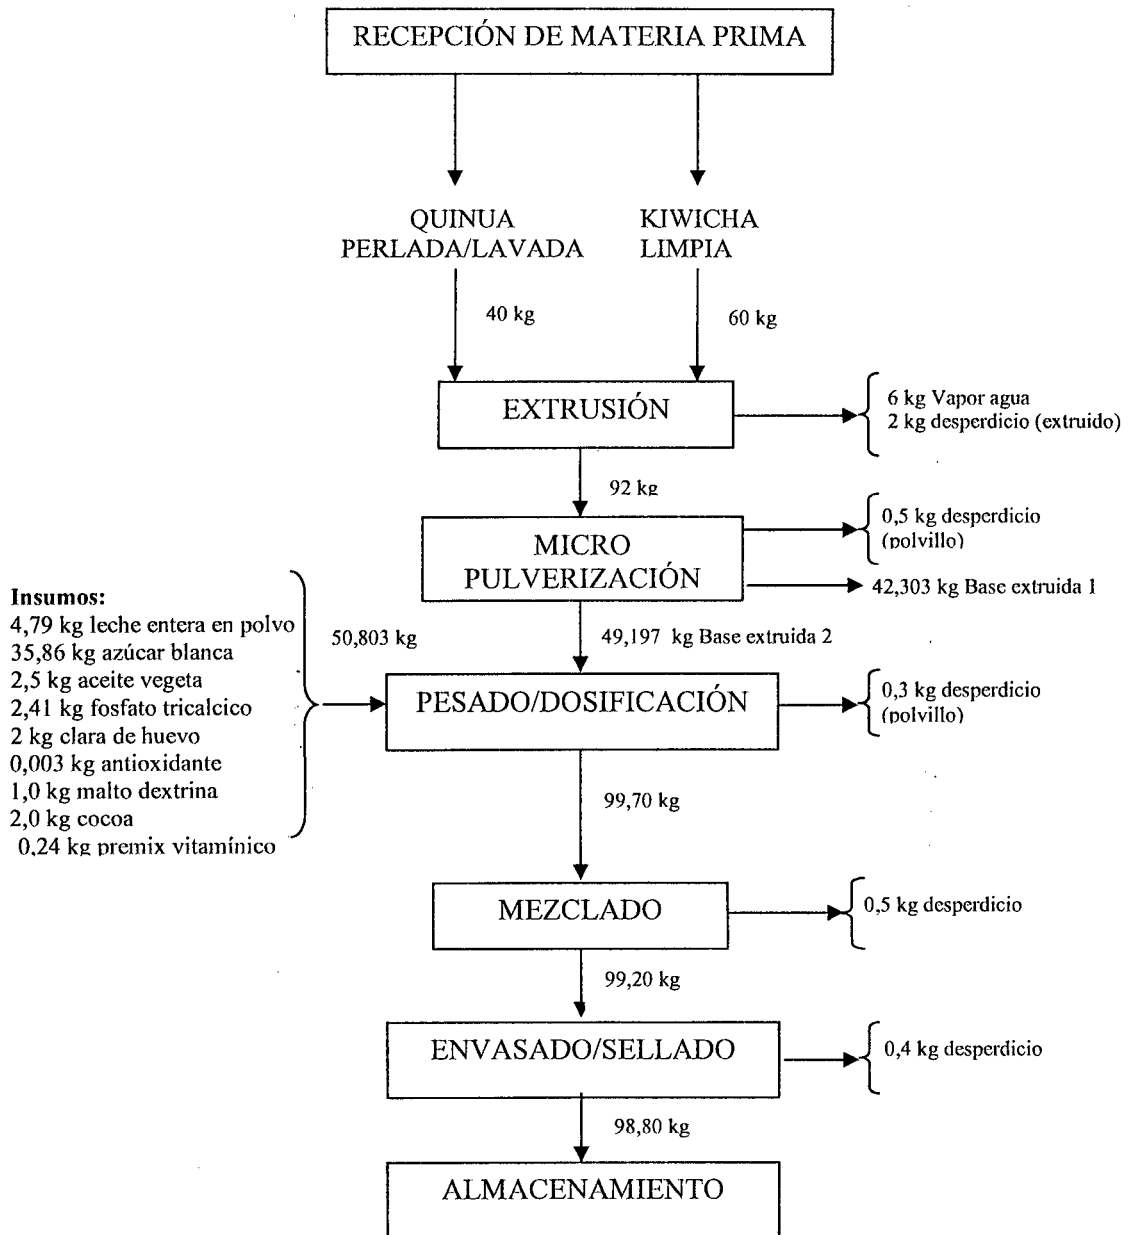 RECEPCIÓN DE MATERIA PRIMA
QUINUA
PERLADA/LAVADA
KIWICHA
LIMPIA
40 kg
60 kg
EXTRUSIÓN
6 kg Vapor agua
2 kg desperdicio (extruido)
92 kg
MICRO
PULVERIZACIÓN
0,5 kg desperdicio
(polvillo)
42,303 kg Base extruida 1
Insumos:
4,79 kg leche entera en polvo
35,86 kg azúcar blanca
2,5 kg aceite vegeta
2,41 kg fosfato tricalcico
2 kg clara de huevo
0,003 kg antioxidante
1,0 kg malto dextrina
2,0 kg cocoa
0,24 kg premix vitamínico
50,803 kg
49,197 kg Base extruida 2
PESADO/DOSIFICACIÓN
0,3 kg desperdicio
(polvillo)
99,70 kg
MEZCLADO
0,5 kg desperdicio
99,20 kg
ENVASADO/SELLADO
0,4 kg desperdicio
98,80 kg
ALMACENAMIENTO